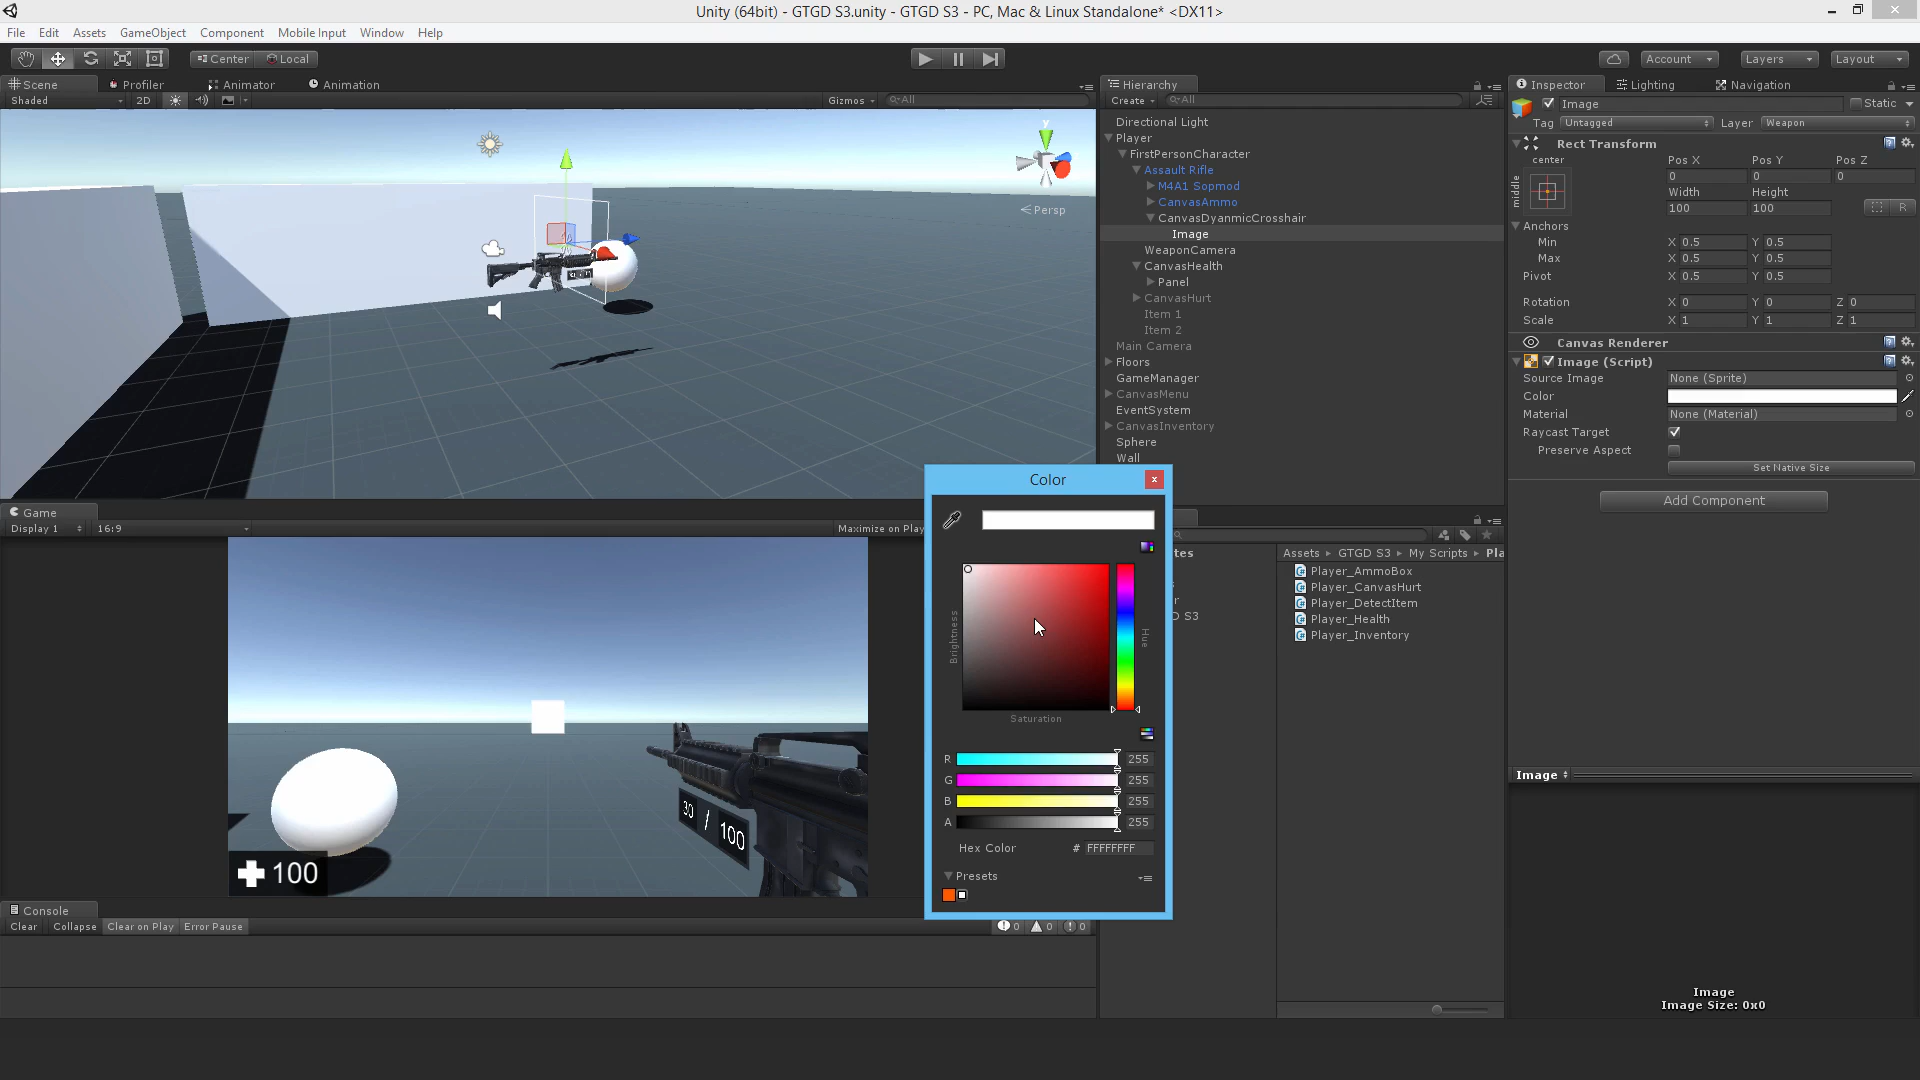 Unity (64bit) - GTGD S3.unity - GTGD S3 - PC, Mac & Linux Standalone* <DX11>
File Edit Assets GameObject Component Mobile Input Window Help
Center Local
Account Layers Layout
Scene Profiler Animator Animation
Shaded 2D Gizmos All
y
Persp
Hierarchy
Create All
Directional Light
Player
FirstPersonCharacter
Assault Rifle
M4A1 Sopmod
CanvasAmmo
CanvasDyanmicCrosshair
Image
WeaponCamera
CanvasHealth
Panel
CanvasHurt
Item 1
Item 2
Main Camera
Floors
GameManager
CanvasMenu
EventSystem
CanvasInventory
Sphere
Wall
Inspector Lighting Navigation
Image Static
Tag Untagged Layer Weapon
Rect Transform
center
middle
Pos X Pos Y Pos Z
0 0 0
Width Height
100 100 R
Anchors
Min X 0.5 Y 0.5
Max X 0.5 Y 0.5
Pivot X 0.5 Y 0.5
Rotation X 0 Y 0 Z 0
Scale X 1 Y 1 Z 1
Canvas Renderer
Image (Script)
Source Image None (Sprite)
Color
Material None (Material)
Raycast Target
Preserve Aspect
Set Native Size
Add Component
Game
Display 1 16:9 Maximize on Play
30 / 100
100
Color
Brightness
Hue
Saturation
R 255
G 255
B 255
A 255
Hex Color # FFFFFFFF
Presets
tes
r
D S3
Assets GTGD S3 My Scripts Pla
Player_AmmoBox
Player_CanvasHurt
Player_DetectItem
Player_Health
Player_Inventory
Console
Clear Collapse Clear on Play Error Pause 0 0 0
Image
Image
Image Size: 0x0